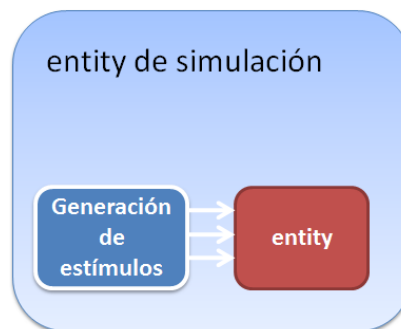 entity de simulación
Generación
de
estímulos
entity